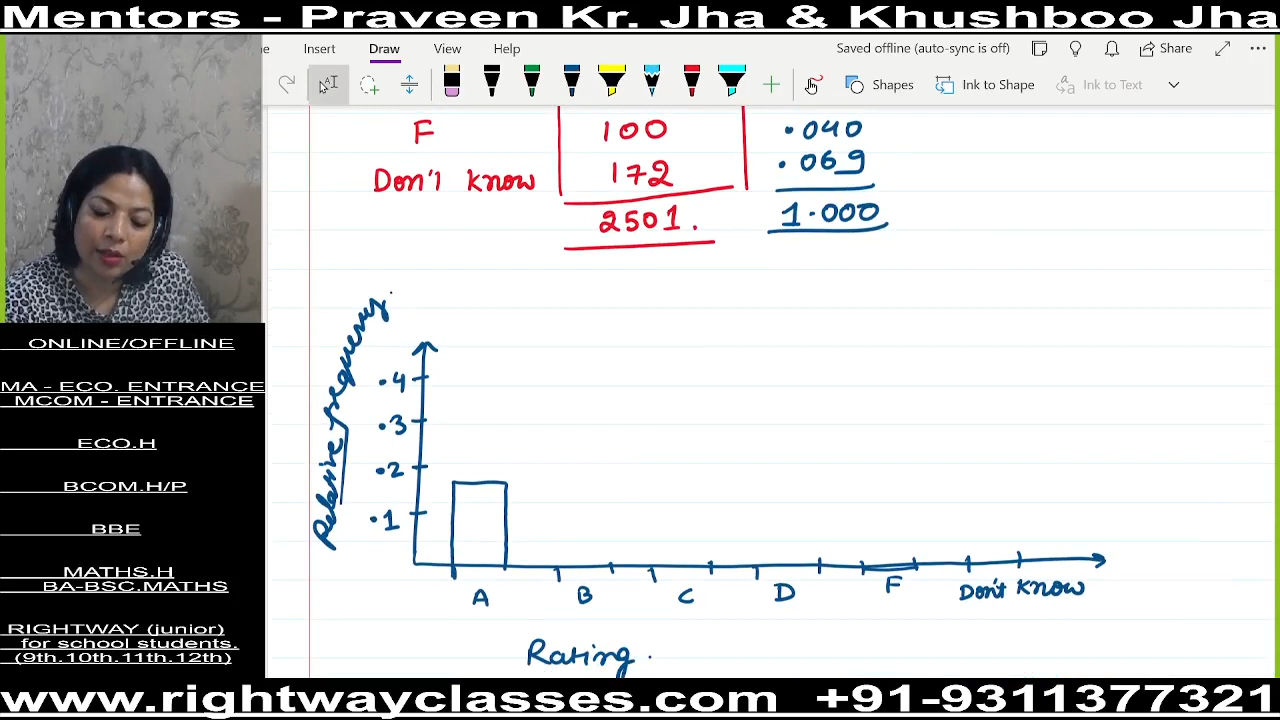 Mentors - Praveen Kr. Jha & Khushboo Jha
Insert Draw View Help
Saved offline (auto-sync is off)
Share
Shapes
Ink to Shape
Ink to Text
F 100 .040
Don't know 172 .069
2501. 1.000
Relative frequency
.4
.3
.2
.1
A B C D F Don't know
Rating.
ONLINE/OFFLINE
MA - ECO. ENTRANCE
MCOM - ENTRANCE
ECO.H
BCOM.H/P
BBE
MATHS.H
BA-BSC.MATHS
RIGHTWAY (junior)
for school students.
(9th.10th.11th.12th)
www.rightwayclasses.com +91-9311377321